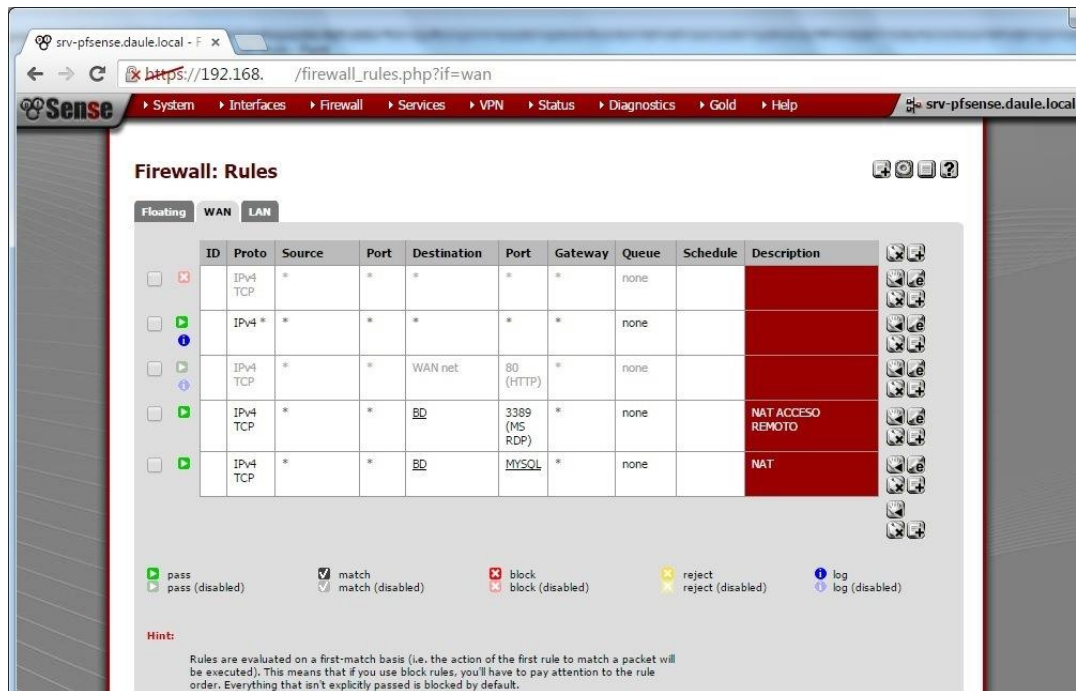 srv-pfsense.daule.local - F
https://192.168. /firewall_rules.php?if=wan
Sense
System Interfaces Firewall Services VPN Status Diagnostics Gold Help srv-pfsense.daule.local
Firewall: Rules
Floating WAN LAN
ID Proto Source Port Destination Port Gateway Queue Schedule Description
IPv4 * * * * * none
TCP
IPv4 * * * * * * none
IPv4 * * WAN net 80 * none
TCP (HTTP)
IPv4 * * BD 3389 * none NAT ACCESO
TCP (MS REMOTO
RDP)
IPv4 * * BD MYSQL * none NAT
TCP
pass match block reject log
pass (disabled) match (disabled) block (disabled) reject (disabled) log (disabled)
Hint:
Rules are evaluated on a first-match basis (i.e. the action of the first rule to match a packet will
be executed). This means that if you use block rules, you'll have to pay attention to the rule
order. Everything that isn't explicitly passed is blocked by default.